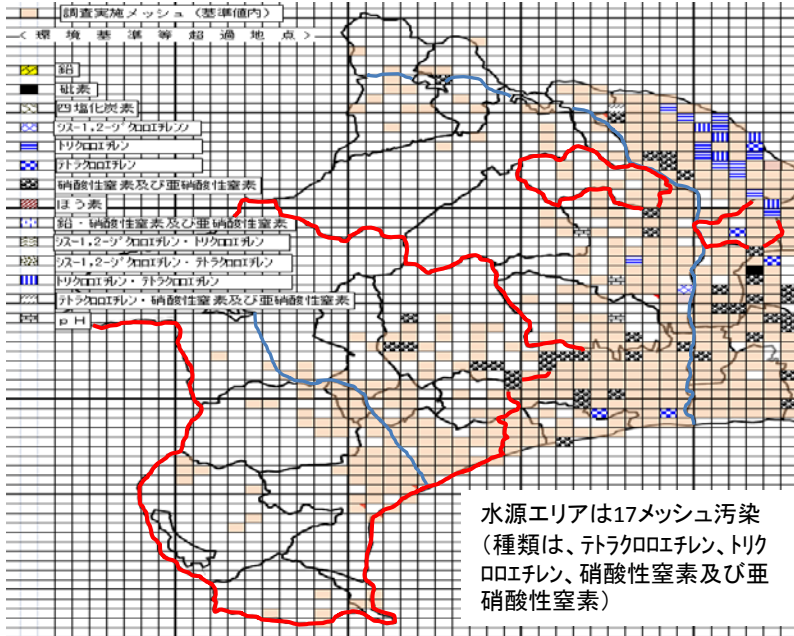 調査実施メッシュ（基準値内）
＜環境基準等超過地点＞
鉛
砒素
四塩化炭素
シス-1,2-ジクロロエチレン
トリクロロエチレン
テトラクロロエチレン
硝酸性窒素及び亜硝酸性窒素
ほう素
鉛・硝酸性窒素及び亜硝酸性窒素
シス-1,2-ジクロロエチレン・トリクロロエチレン
シス-1,2-ジクロロエチレン・テトラクロロエチレン
トリクロロエチレン・テトラクロロエチレン
テトラクロロエチレン・硝酸性窒素及び亜硝酸性窒素
pH
水源エリアは17メッシュ汚染
（種類は、テトラクロロエチレン、トリク
ロロエチレン、硝酸性窒素及び亜
硝酸性窒素）